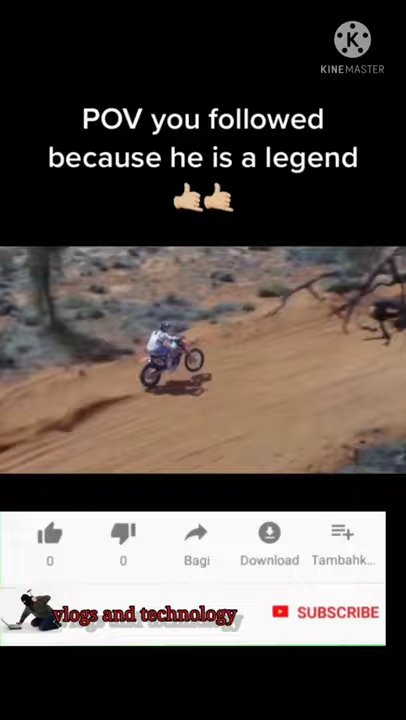 KINEMASTER
POV you followed
because he is a legend
🤙🏼🤙🏼
0
0
Bagi
Download
Tambahk...
vlogs and technology
SUBSCRIBE